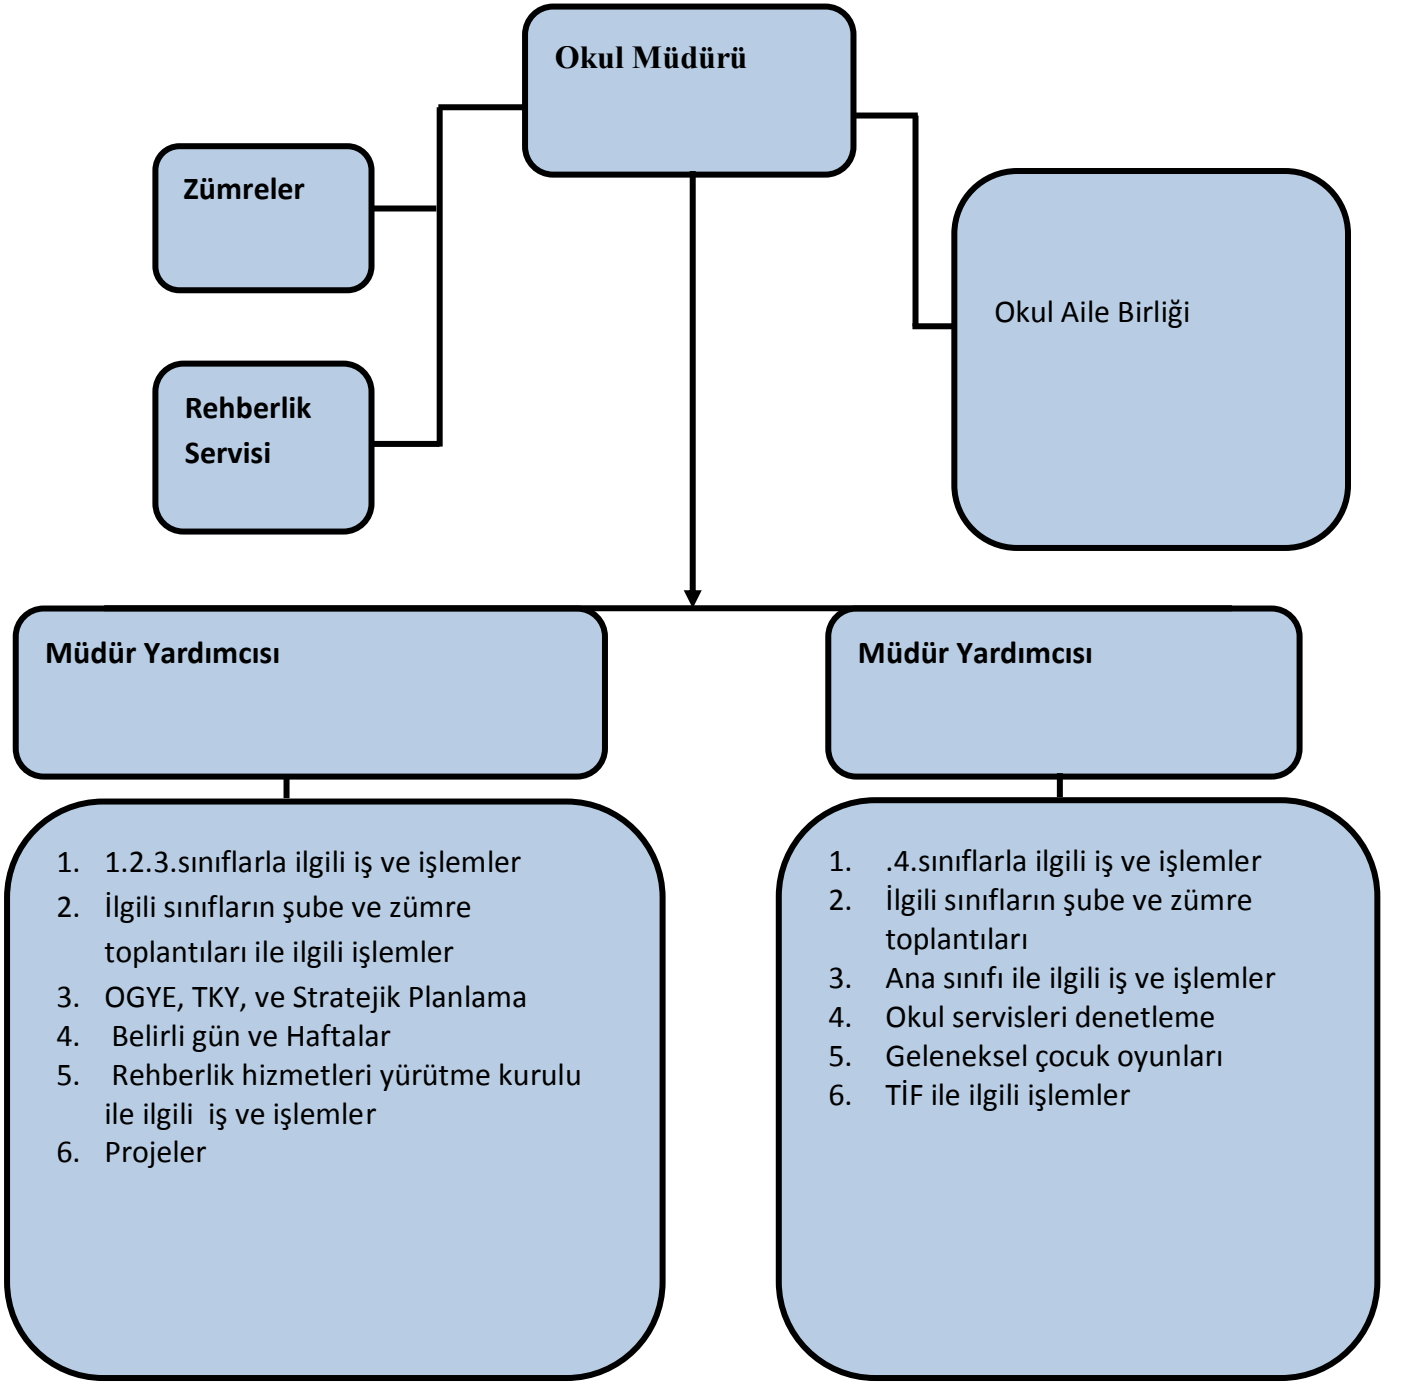 Okul Müdürü
Zümreler
Rehberlik
Servisi
Okul Aile Birliği
Müdür Yardımcısı
1. 1.2.3.sınıflarla ilgili iş ve işlemler
2. İlgili sınıfların şube ve zümre
toplantıları ile ilgili işlemler
3. OGYE, TKY, ve Stratejik Planlama
4. Belirli gün ve Haftalar
5. Rehberlik hizmetleri yürütme kurulu
ile ilgili iş ve işlemler
6. Projeler
Müdür Yardımcısı
1. .4.sınıflarla ilgili iş ve işlemler
2. İlgili sınıfların şube ve zümre
toplantıları
3. Ana sınıfı ile ilgili iş ve işlemler
4. Okul servisleri denetleme
5. Geleneksel çocuk oyunları
6. TİF ile ilgili işlemler